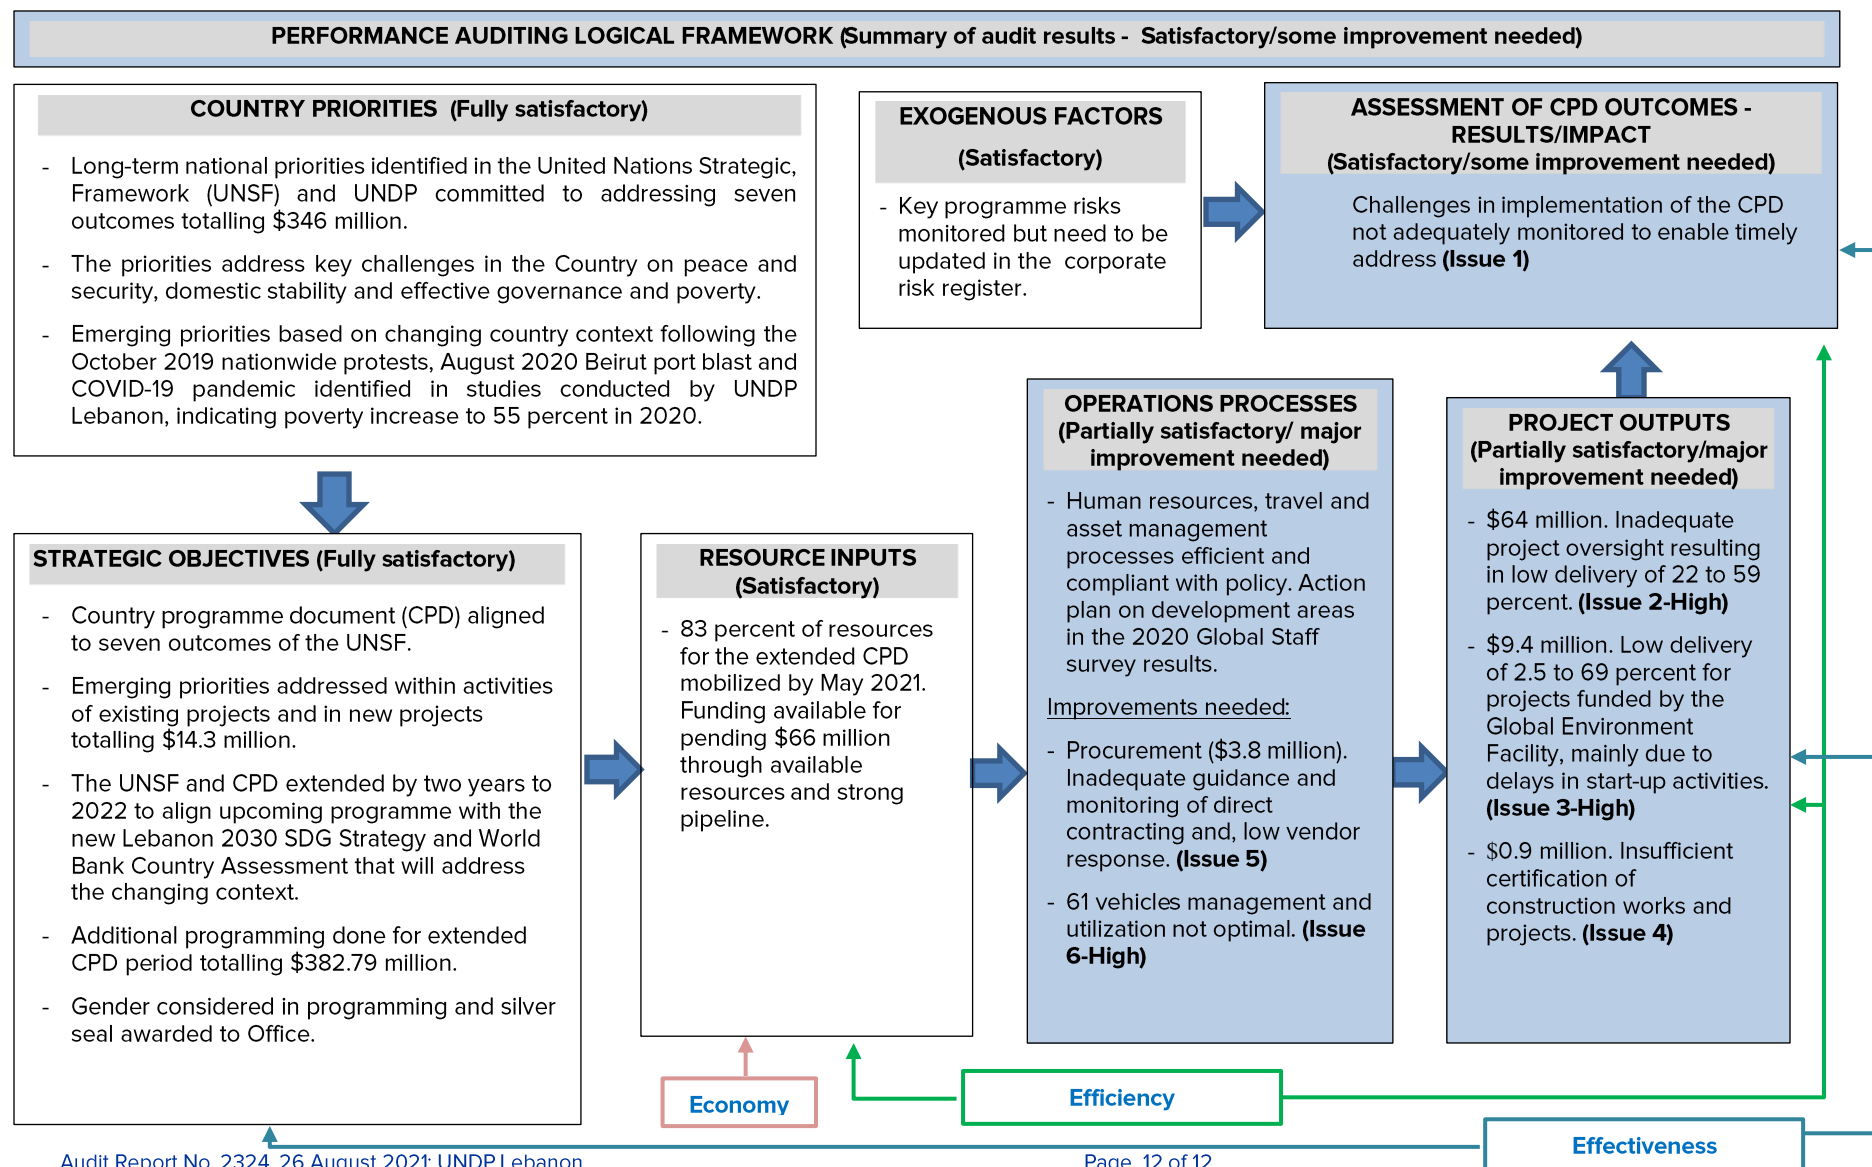 PERFORMANCE AUDITING LOGICAL FRAMEWORK (Summary of audit results - Satisfactory/some improvement needed)
COUNTRY PRIORITIES (Fully satisfactory)
- Long-term national priorities identified in the United Nations Strategic,
Framework (UNSF) and UNDP committed to addressing seven
outcomes totalling $346 million.
- The priorities address key challenges in the Country on peace and
security, domestic stability and effective governance and poverty.
- Emerging priorities based on changing country context following the
October 2019 nationwide protests, August 2020 Beirut port blast and
COVID-19 pandemic identified in studies conducted by UNDP
Lebanon, indicating poverty increase to 55 percent in 2020.
EXOGENOUS FACTORS
(Satisfactory)
- Key programme risks
monitored but need to be
updated in the corporate
risk register.
ASSESSMENT OF CPD OUTCOMES -
RESULTS/IMPACT
(Satisfactory/some improvement needed)
Challenges in implementation of the CPD
not adequately monitored to enable timely
address (Issue 1)
STRATEGIC OBJECTIVES (Fully satisfactory)
- Country programme document (CPD) aligned
to seven outcomes of the UNSF.
- Emerging priorities addressed within activities
of existing projects and in new projects
totalling $14.3 million.
- The UNSF and CPD extended by two years to
2022 to align upcoming programme with the
new Lebanon 2030 SDG Strategy and World
Bank Country Assessment that will address
the changing context.
- Additional programming done for extended
CPD period totalling $382.79 million.
- Gender considered in programming and silver
seal awarded to Office.
RESOURCE INPUTS
(Satisfactory)
- 83 percent of resources
for the extended CPD
mobilized by May 2021.
Funding available for
pending $66 million
through available
resources and strong
pipeline.
OPERATIONS PROCESSES
(Partially satisfactory/ major
improvement needed)
- Human resources, travel and
asset management
processes efficient and
compliant with policy. Action
plan on development areas
in the 2020 Global Staff
survey results.
Improvements needed:
- Procurement ($3.8 million).
Inadequate guidance and
monitoring of direct
contracting and, low vendor
response. (Issue 5)
- 61 vehicles management and
utilization not optimal. (Issue
6-High)
PROJECT OUTPUTS
(Partially satisfactory/major
improvement needed)
- $64 million. Inadequate
project oversight resulting
in low delivery of 22 to 59
percent. (Issue 2-High)
- $9.4 million. Low delivery
of 2.5 to 69 percent for
projects funded by the
Global Environment
Facility, mainly due to
delays in start-up activities.
(Issue 3-High)
- $0.9 million. Insufficient
certification of
construction works and
projects. (Issue 4)
Economy
Efficiency
Effectiveness
Audit Report No. 2324, 26 August 2021: UNDP Lebanon
Page 12 of 12